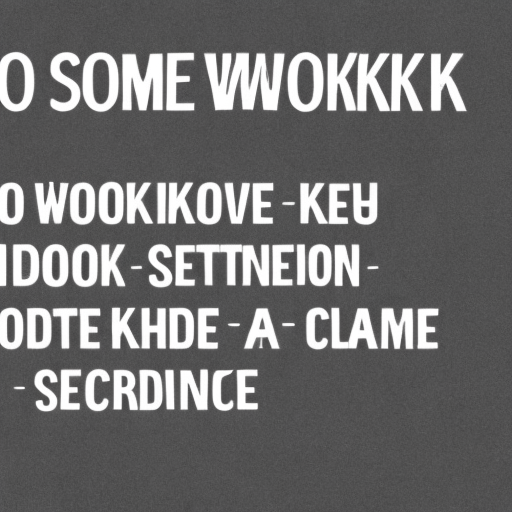 O SOME WWOKKK K
O WOOKIKOVE - KEU
IDOOK - SETTNEION -
ODTE KHDE - A - CLAME
- SECRDINCE